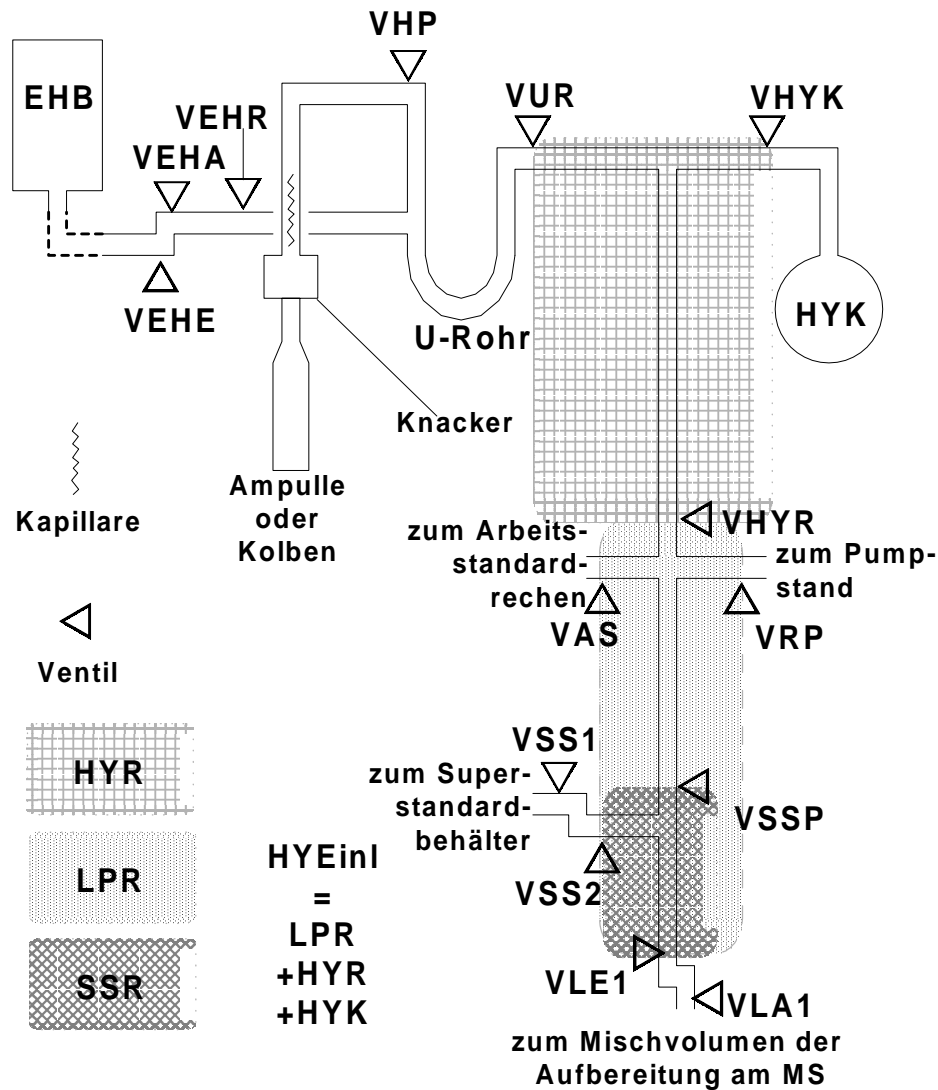 VHP
EHB
VEHR
VUR
VHYK
VEHA
VEHE
U-Rohr
HYK
Knacker
Kapillare
Ampulle
oder
Kolben
VHYR
zum Arbeits-
standard-
rechen
zum Pump-
stand
VAS
VRP
Ventil
VSS1
HYR
zum Super-
standard-
behälter
VSSP
LPR
HYEinl
=
LPR
+HYR
+HYK
VSS2
SSR
VLE1
VLA1
zum Mischvolumen der
Aufbereitung am MS